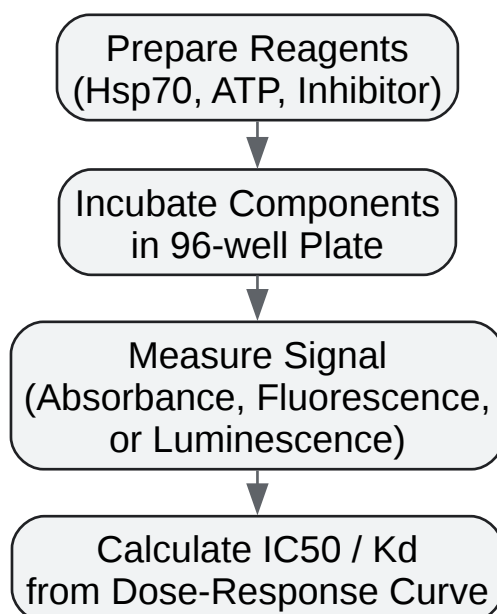 Prepare Reagents
(Hsp70, ATP, Inhibitor)
Incubate Components
in 96-well Plate
Measure Signal
(Absorbance, Fluorescence,
or Luminescence)
Calculate IC50 / Kd
from Dose-Response Curve